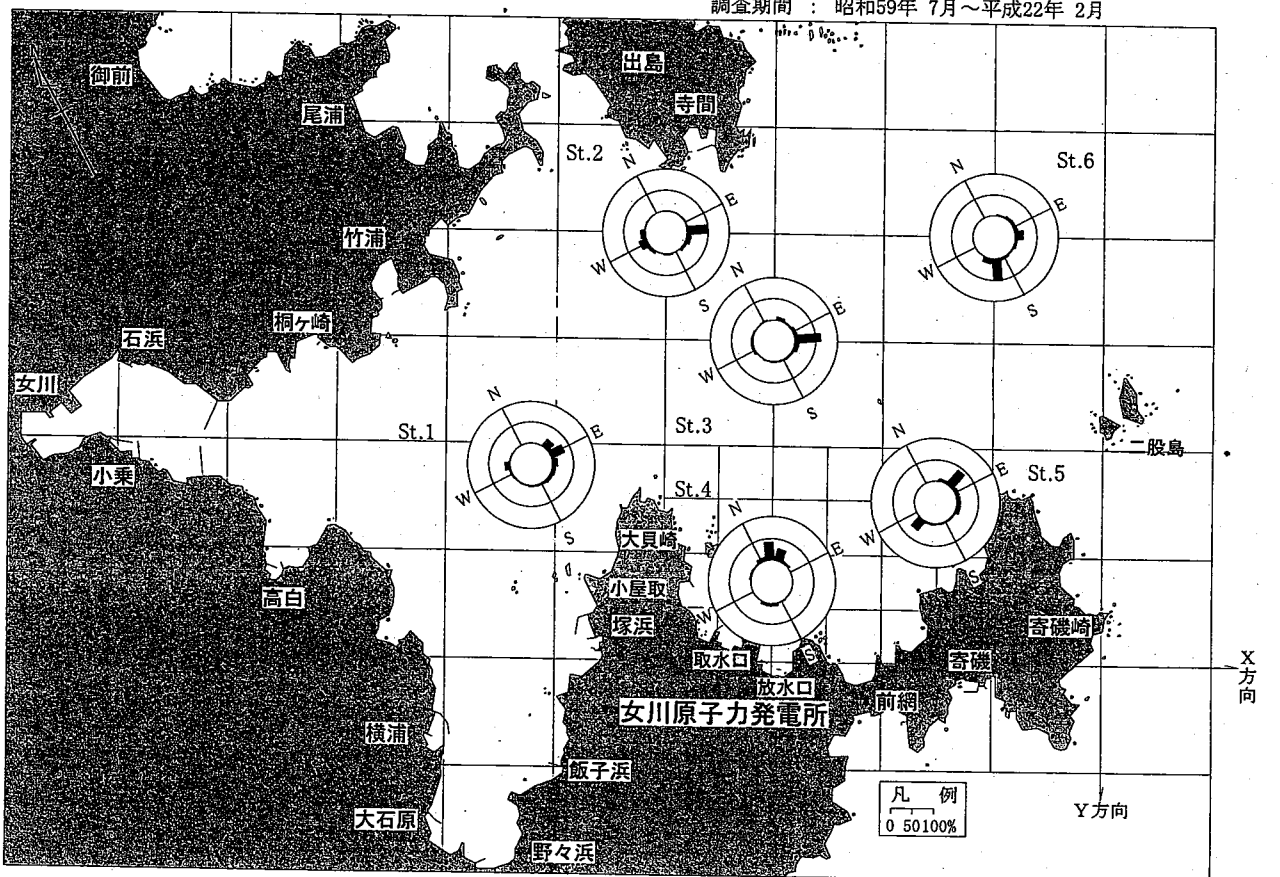 調査期間 : 昭和59年 7月～平成22年 2月
御前
出島
尾浦
寺間
St.2
N
E
W
S
St.6
N
E
W
S
竹浦
N
E
W
S
桐ヶ崎
石浜
女川
St.1
N
E
W
S
St.3
小乗
二股島
St.4
N
E
W
S
N
E
W
S
St.5
大貝崎
小屋取
高白
塚浜
寄磯崎
取水口
寄磯
放水口
前網
女川原子力発電所
X方向
横浦
飯子浜
大石原
野々浜
凡 例
0 50100%
Y方向